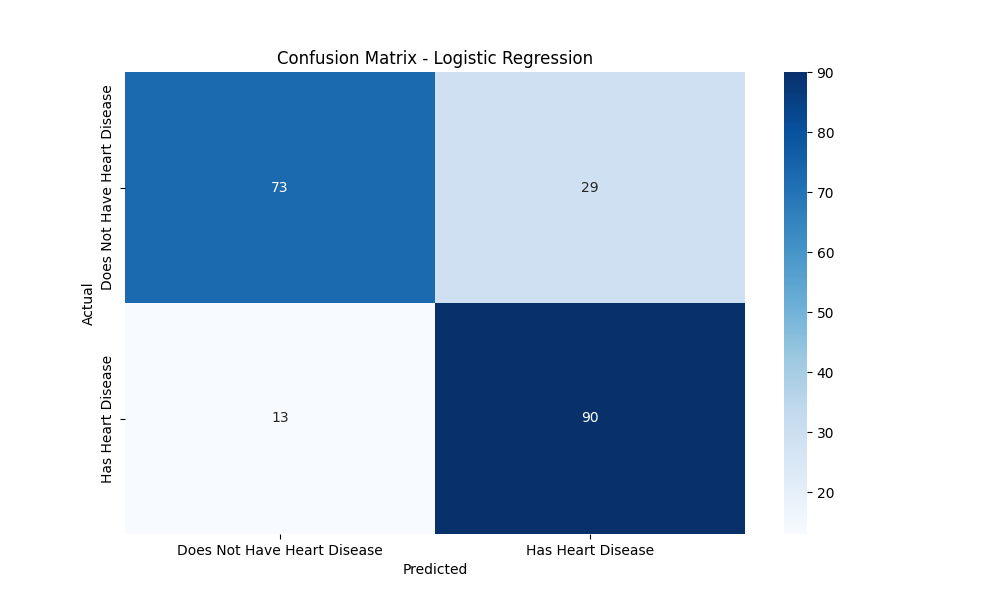 Confusion Matrix - Logistic Regression
Actual
Does Not Have Heart Disease
Has Heart Disease
73
29
13
90
Does Not Have Heart Disease
Has Heart Disease
Predicted
90
80
70
60
50
40
30
20